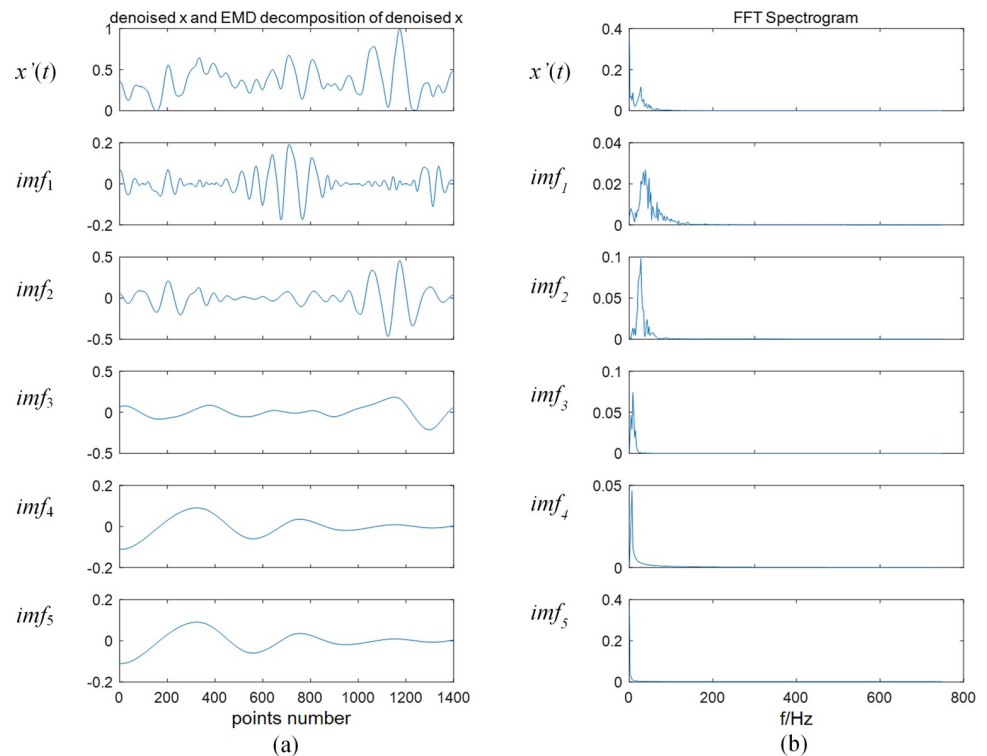 denoised x and EMD decomposition of denoised x
x'(t)
1
0.5
0
imf1
0.2
0
-0.2
imf2
0.5
0
-0.5
imf3
0.5
0
-0.5
imf4
0.2
0
-0.2
imf5
0.2
0
-0.2
0 200 400 600 800 1000 1200 1400
points number
(a)
FFT Spectrogram
x'(t)
0.4
0.2
0
imf1
0.04
0.02
0
imf2
0.1
0.05
0
imf3
0.1
0.05
0
imf4
0.05
0
imf5
0.4
0.2
0
0 200 400 600 800
f/Hz
(b)